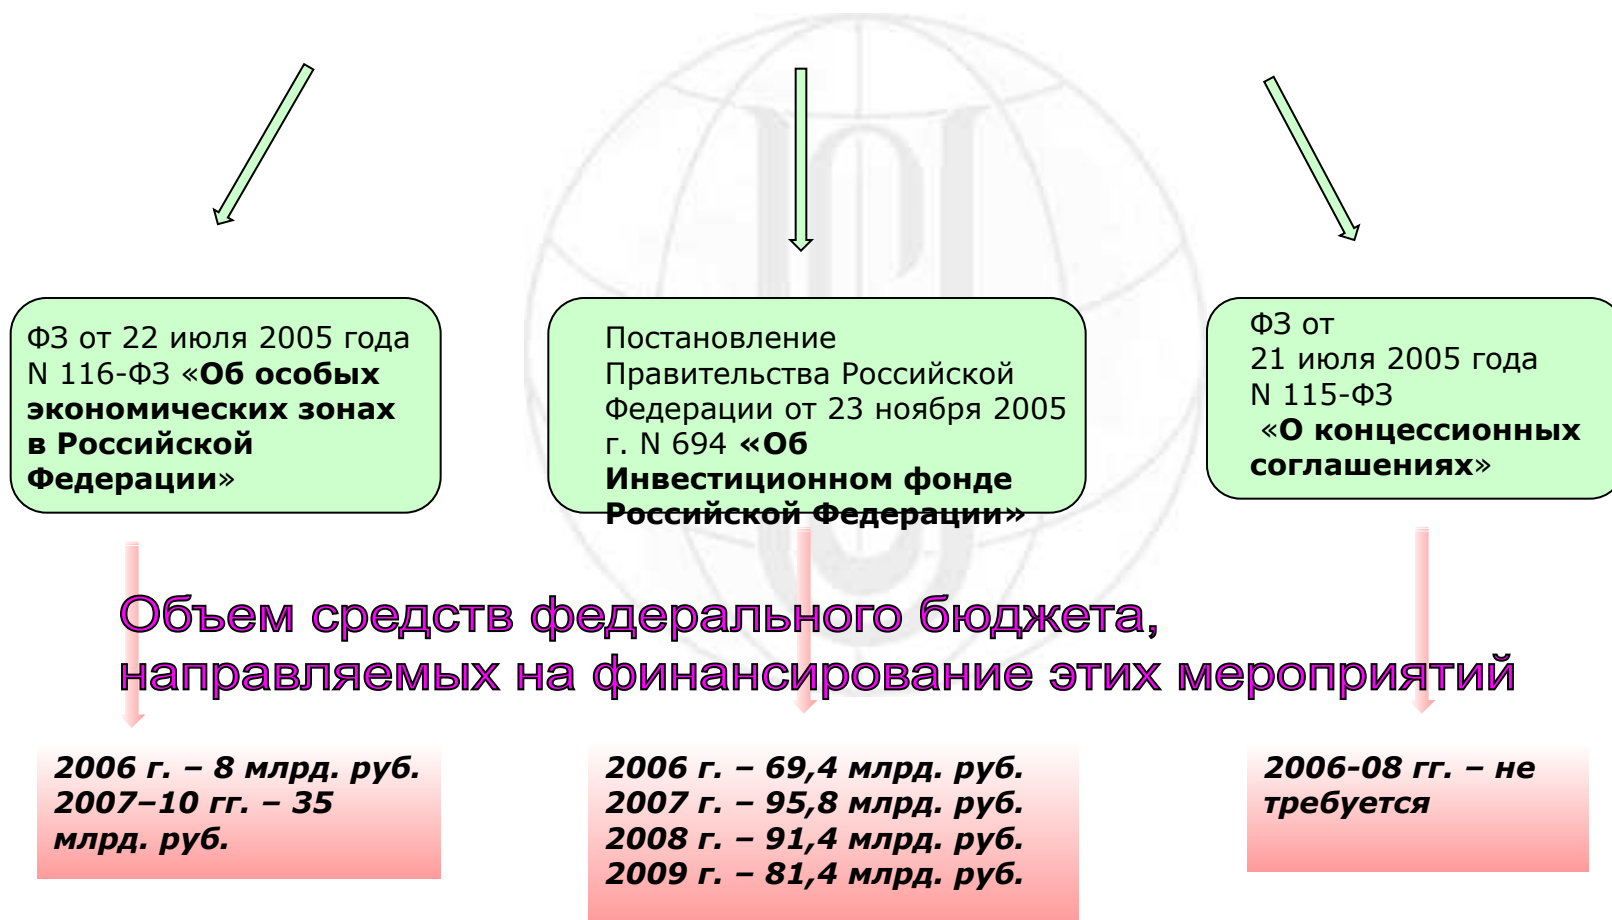 ФЗ от 22 июля 2005 года
N 116-ФЗ «Об особых
экономических зонах
в Российской
Федерации»
Постановление
Правительства Российской
Федерации от 23 ноября 2005
г. N 694 «Об
Инвестиционном фонде
Российской Федерации»
ФЗ от
21 июля 2005 года
N 115-ФЗ
«О концессионных
соглашениях»
Объем средств федерального бюджета,
направляемых на финансирование этих мероприятий
2006 г. – 8 млрд. руб.
2007–10 гг. – 35
млрд. руб.
2006 г. – 69,4 млрд. руб.
2007 г. – 95,8 млрд. руб.
2008 г. – 91,4 млрд. руб.
2009 г. – 81,4 млрд. руб.
2006-08 гг. – не
требуется